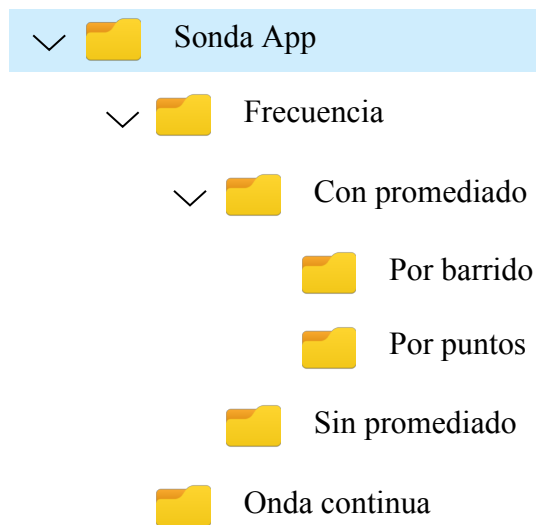 Sonda App
Frecuencia
Con promediado
Por barrido
Por puntos
Sin promediado
Onda continua